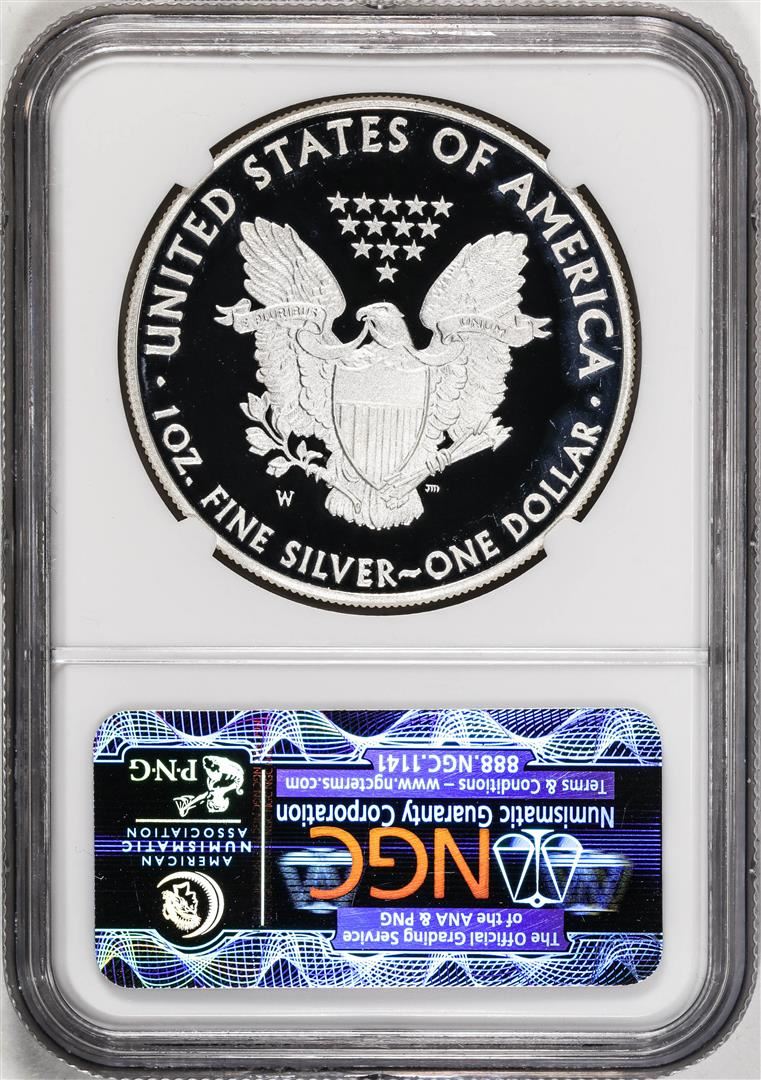 UNITED STATES OF AMERICA
E PLURIBUS UNUM
W
JM
· 1 OZ. FINE SILVER~ONE DOLLAR ·
The Official Grading Service
of the ANA & PNG
NGC
Numismatic Guaranty Corporation
Terms & Conditions – www.ngcterms.com
888.NGC.1141
AMERICAN
NUMISMATIC
ASSOCIATION
P·N·G